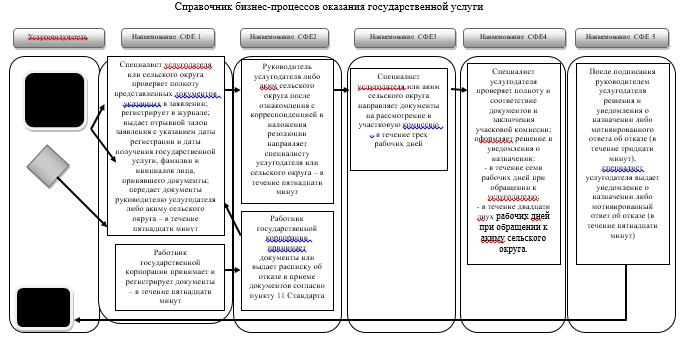 Справочник бизнес-процессов оказания государственной услуги
Услугополучатель
Наименование СФЕ 1
Наименование СФЕ2
Наименование СФЕ3
Наименование СФЕ4
Наименование СФЕ 5
Специалист услугодателя
или сельского округа
проверяет полноту
представленных документов,
указанных в заявлении;
регистрирует в журнале;
выдает отрывной талон
заявления с указанием даты
регистрации и даты
получения государственной
услуги, фамилии и
инициалов лица,
принявшего документы;
передает документы
руководителю услугодателя
либо акиму сельского
округа – в течение
пятнадцати минут
Работник
государственной
корпорации принимает и
регистрирует документы
– в течение пятнадцати
минут
Руководитель
услугодателя либо
аким сельского
округа после
ознакомления с
корреспонденцией и
наложения
резолюции
направляет
специалисту
услугодателя или
сельского округа – в
течение пятнадцати
минут
Работник
государственной
корпорации
принимает
документы или
выдает расписку об
отказе в приеме
документов согласно
пункту 11 Стандарта
Специалист
услугодателя или аким
сельского округа
направляет документы
на рассмотрение в
участковую комиссию
– в течение трех
рабочих дней
Специалист
услугодателя
проверяет полноту и
соответствие
документов и
заключения
учасковой комиссии;
оформляет решение и
уведомления о
назначении:
- в течение семи
рабочих дней при
обращении к
услугодателю;
- в течение двадцати
двух рабочих дней
при обращении к
акиму сельского
округа.
После подписания
руководителем
услугодателя
решения и
уведомления о
назначении либо
мотивированного
ответа об отказе (в
течение тридцати
минут),
специалист
услугодателя выдает
уведомление о
назначении либо
мотивированный
ответ об отказе (в
течение пятнадцати
минут)